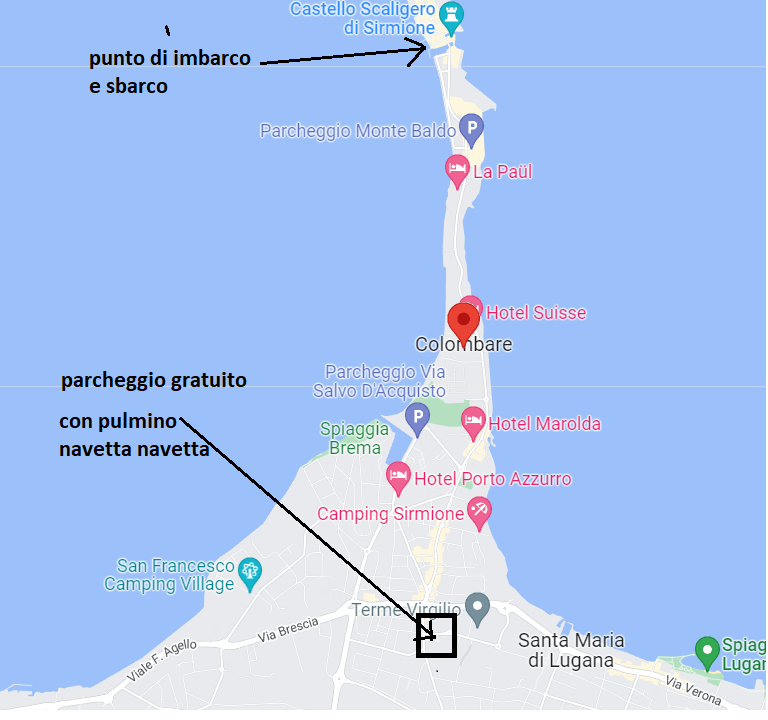 Castello Scaligero
di Sirmione
punto di imbarco
e sbarco
Parcheggio Monte Baldo
P
La Paül
Hotel Suisse
Colombare
parcheggio gratuito
Parcheggio Via
Salvo D'Acquisto
con pulmino
navetta navetta
P
Spiaggia
Brema
Hotel Marolda
Hotel Porto Azzurro
Camping Sirmione
San Francesco
Camping Village
Terme Virgilio
Via Brescia
Viale F. Agello
Santa Maria
di Lugana
Spiag
Lugan
Via Verona